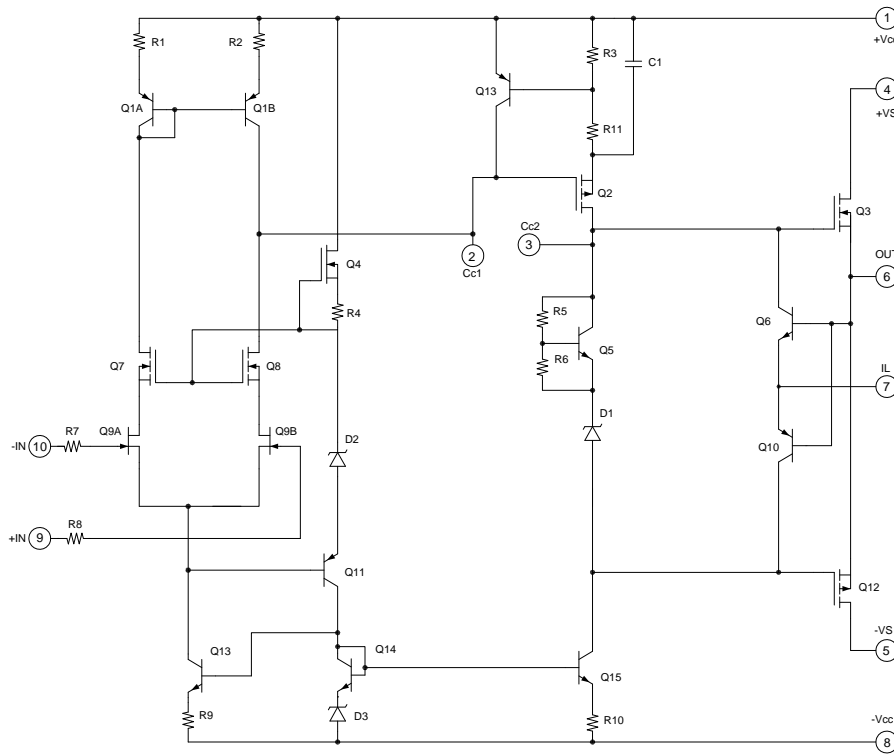 1
+Vcc
R1
R2
R3
C1
4
+VS
Q13
Q1A
Q1B
R11
Q2
Q3
Cc2
3
2
Cc1
Q4
OUT
6
R4
R5
Q6
Q5
R6
Q7
Q8
IL
7
D1
R7
Q9A
Q9B
-IN
10
D2
Q10
R8
+IN
9
Q11
Q12
-VS
5
Q13
Q14
Q15
R9
D3
R10
-Vcc
8